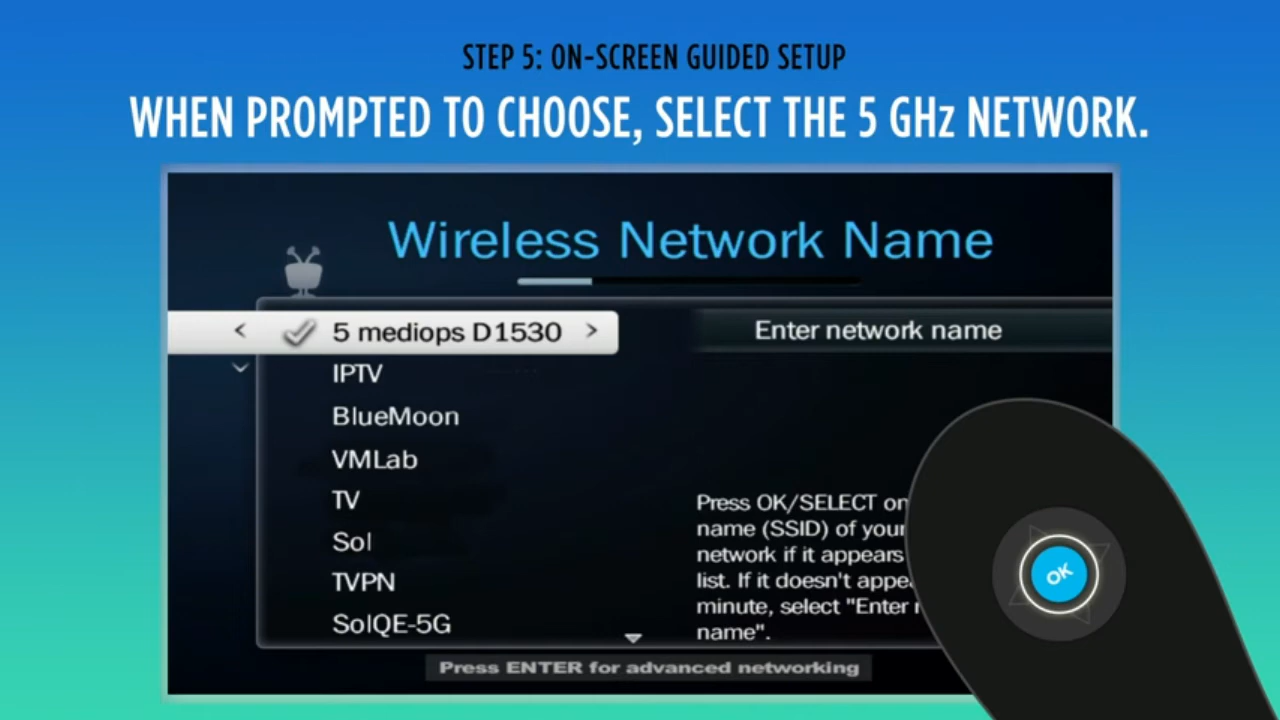 STEP 5: ON-SCREEN GUIDED SETUP
WHEN PROMPTED TO CHOOSE, SELECT THE 5 GHz NETWORK.
Wireless Network Name
5 mediops D1530
Enter network name
IPTV
BlueMoon
VMLab
TV
Sol
TVPN
SolQE-5G
Press OK/SELECT on
name (SSID) of your
network if it appears
list. If it doesn't
minute, select "Enter
name".
Press ENTER for advanced networking
OK